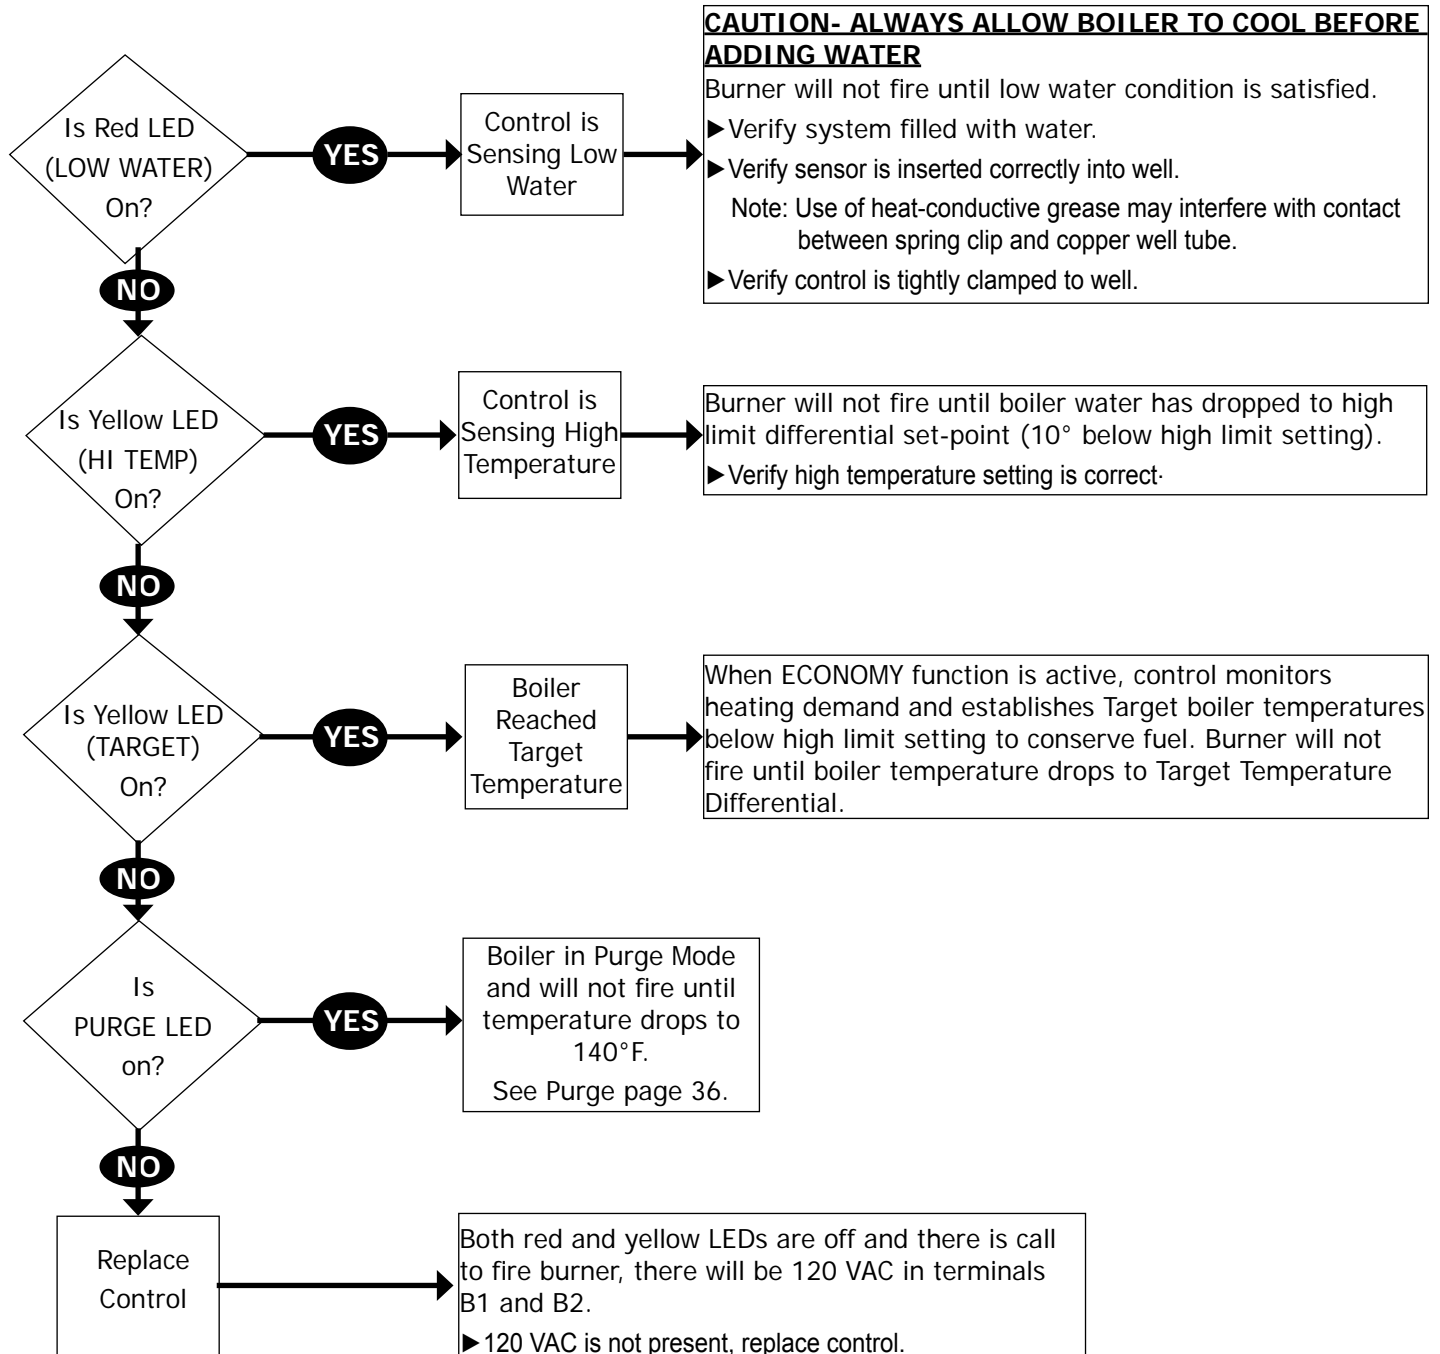 CAUTION- ALWAYS ALLOW BOILER TO COOL BEFORE
ADDING WATER
Burner will not fire until low water condition is satisfied.
►Verify system filled with water.
►Verify sensor is inserted correctly into well.
Note: Use of heat-conductive grease may interfere with contact
between spring clip and copper well tube.
►Verify control is tightly clamped to well.
Is Red LED
(LOW WATER)
On?
YES
Control is
Sensing Low
Water
NO
Is Yellow LED
(HI TEMP)
On?
YES
Control is
Sensing High
Temperature
Burner will not fire until boiler water has dropped to high
limit differential set-point (10° below high limit setting).
►Verify high temperature setting is correct.
NO
Is Yellow LED
(TARGET)
On?
YES
Boiler
Reached
Target
Temperature
When ECONOMY function is active, control monitors
heating demand and establishes Target boiler temperatures
below high limit setting to conserve fuel. Burner will not
fire until boiler temperature drops to Target Temperature
Differential.
NO
Is
PURGE LED
on?
YES
Boiler in Purge Mode
and will not fire until
temperature drops to
140°F.
See Purge page 36.
NO
Replace
Control
Both red and yellow LEDs are off and there is call
to fire burner, there will be 120 VAC in terminals
B1 and B2.
►120 VAC is not present, replace control.